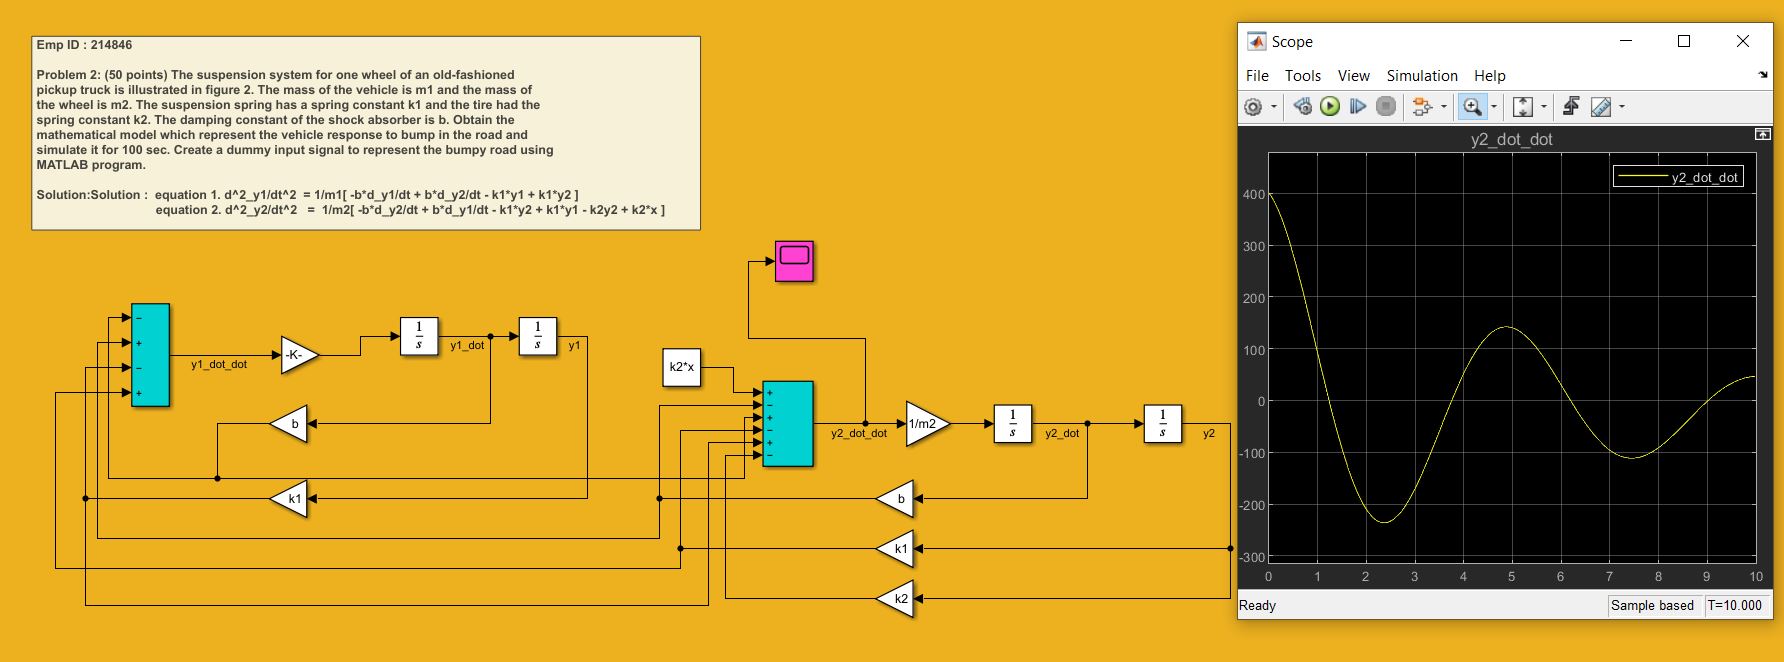 Emp ID : 214846
Problem 2: (50 points) The suspension system for one wheel of an old-fashioned
pickup truck is illustrated in figure 2. The mass of the vehicle is m1 and the mass of
the wheel is m2. The suspension spring has a spring constant k1 and the tire had the
spring constant k2. The damping constant of the shock absorber is b. Obtain the
mathematical model which represent the vehicle response to bump in the road and
simulate it for 100 sec. Create a dummy input signal to represent the bumpy road using
MATLAB program.
Solution:Solution : equation 1. d^2_y1/dt^2 = 1/m1[ -b*d_y1/dt + b*d_y2/dt - k1*y1 + k1*y2 ]
equation 2. d^2_y2/dt^2 = 1/m2[ -b*d_y2/dt + b*d_y1/dt - k1*y2 + k1*y1 - k2y2 + k2*x ]
−
+
−
+
y1_dot_dot
-K-
1
s
y1_dot
1
s
y1
b
k1
k2*x
+
−
+
−
+
−
y2_dot_dot
1/m2
1
s
y2_dot
1
s
y2
b
k1
k2
Scope
File Tools View Simulation Help
y2_dot_dot
y2_dot_dot
400
300
200
100
0
-100
-200
-300
0 1 2 3 4 5 6 7 8 9 10
Ready
Sample based
T=10.000